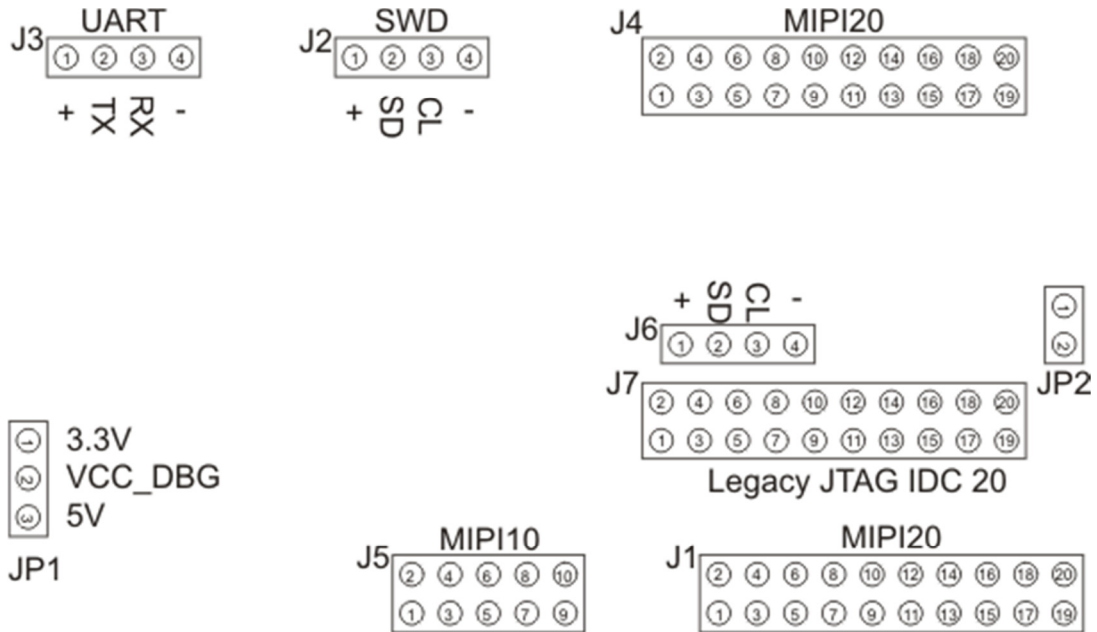 UART
J3
1 2 3 4
+ TX RX -
SWD
J2
1 2 3 4
+ SD CL -
MIPI20
J4
2 4 6 8 10 12 14 16 18 20
1 3 5 7 9 11 13 15 17 19
+ SD CL -
J6
1 2 3 4
1
2
JP2
J7
2 4 6 8 10 12 14 16 18 20
1 3 5 7 9 11 13 15 17 19
Legacy JTAG IDC 20
1 3.3V
2 VCC_DBG
3 5V
JP1
MIPI10
J5
2 4 6 8 10
1 3 5 7 9
MIPI20
J1
2 4 6 8 10 12 14 16 18 20
1 3 5 7 9 11 13 15 17 19